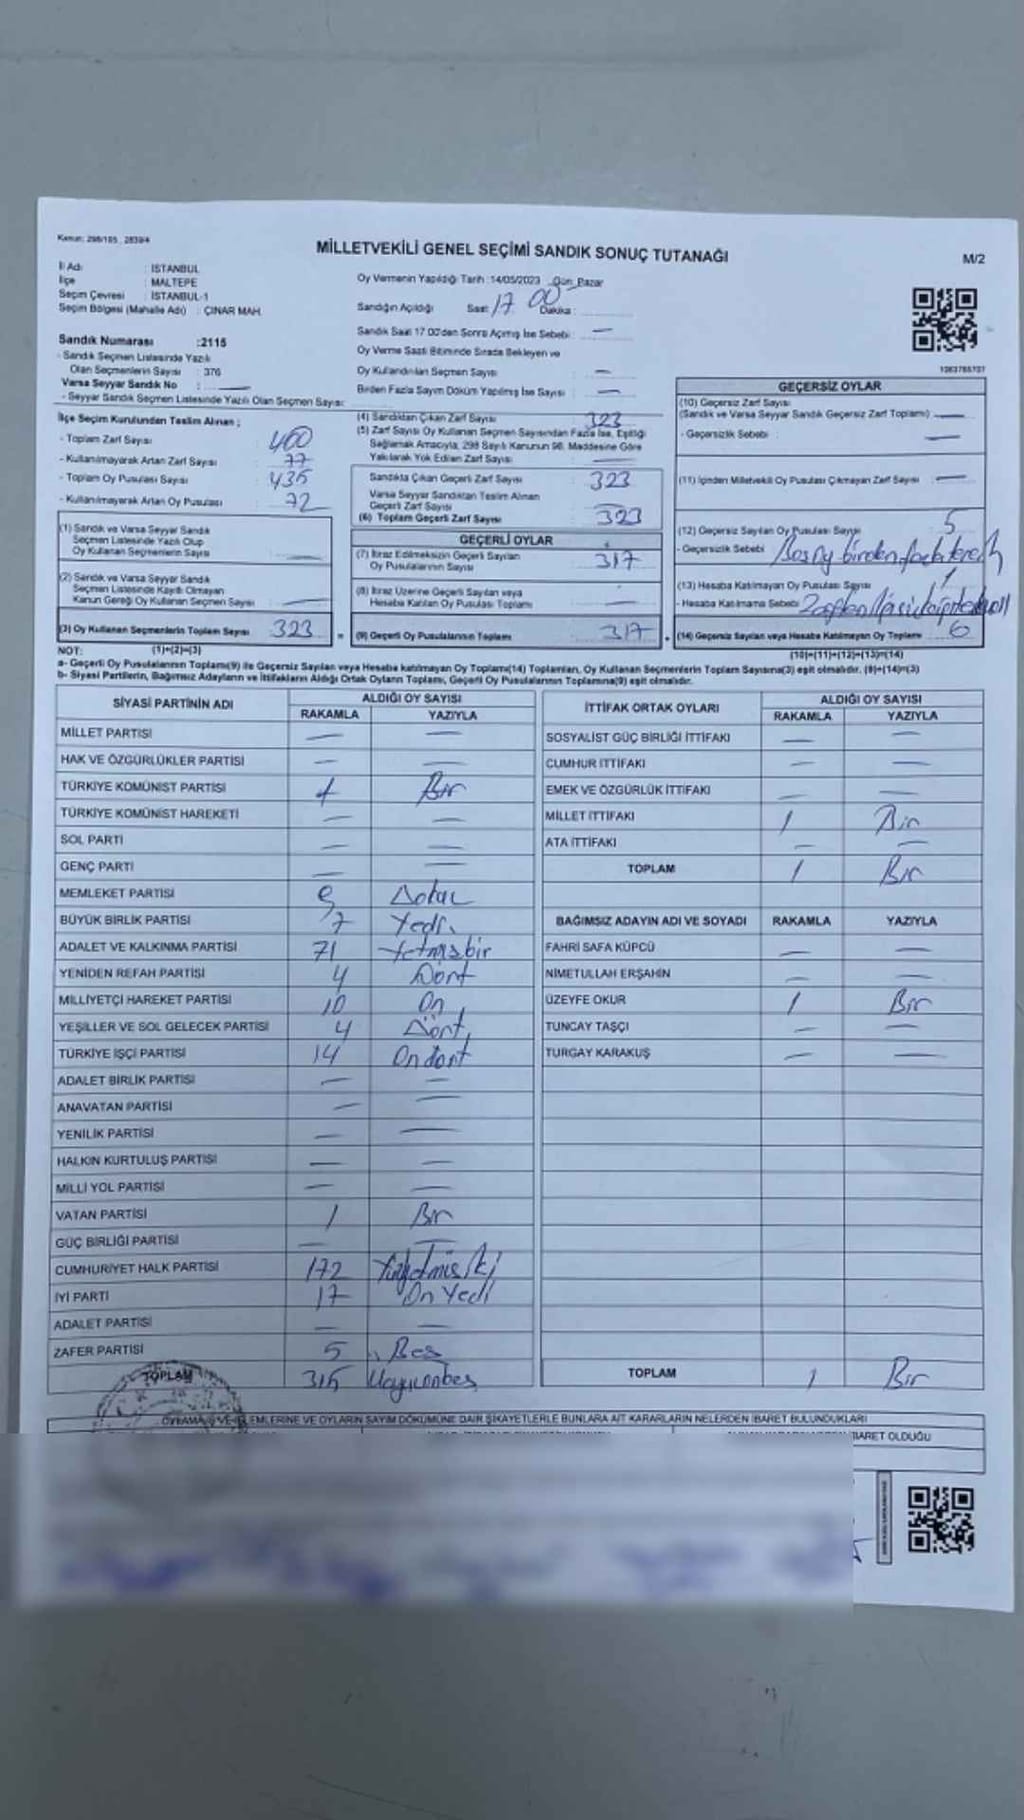 Kanun: 298/105 , 2839/4
MİLLETVEKİLİ GENEL SEÇİMİ SANDIK SONUÇ TUTANAĞI
M/2
İl Adı : İSTANBUL
İlçe : MALTEPE
Seçim Çevresi : İSTANBUL-1
Seçim Bölgesi (Mahalle Adı) : ÇINAR MAH.
Oy Vermenin Yapıldığı Tarih :14/05/2023 Gün: Pazar
Sandığın Açıldığı Saat : 17 Dakika : 00
Sandık Saat 17.00'den Sonra Açılmış İse Sebebi : —
Oy Verme Saati Bitiminde Sırada Bekleyen ve
Oy Kullandırılan Seçmen Sayısı : —
Birden Fazla Sayım Döküm Yapılmış İse Sayısı : —
Sandık Numarası :2115
- Sandık Seçmen Listesinde Yazılı
Olan Seçmenlerin Sayısı : 376
Varsa Seyyar Sandık No : —
- Seyyar Sandık Seçmen Listesinde Yazılı Olan Seçmen Sayısı:
İlçe Seçim Kurulundan Teslim Alınan ;
- Toplam Zarf Sayısı : 400
- Kullanılmayarak Artan Zarf Sayısı : 77
- Toplam Oy Pusulası Sayısı : 435
- Kullanılmayarak Artan Oy Pusulası : 72
(1) Sandık ve Varsa Seyyar Sandık
Seçmen Listesinde Yazılı Olup
Oy Kullanan Seçmenlerin Sayısı —
(2) Sandık ve Varsa Seyyar Sandık
Seçmen Listesinde Kayıtlı Olmayan
Kanun Gereği Oy Kullanan Seçmen Sayısı —
(3) Oy Kullanan Seçmenlerin Toplam Sayısı 323
(1)+(2)=(3)
(4) Sandıktan Çıkan Zarf Sayısı 323
(5) Zarf Sayısı Oy Kullanan Seçmen Sayısından Fazla İse, Eşitliği
Sağlamak Amacıyla, 298 Sayılı Kanunun 98. Maddesine Göre
Yakılarak Yok Edilen Zarf Sayısı : —
Sandıkta Çıkan Geçerli Zarf Sayısı 323
Varsa Seyyar Sandıktan Teslim Alınan
Geçerli Zarf Sayısı
(6) Toplam Geçerli Zarf Sayısı 323
GEÇERLİ OYLAR
(7) İtiraz Edilmeksizin Geçerli Sayılan
Oy Pusulalarının Sayısı 317
(8) İtiraz Üzerine Geçerli Sayılan veya
Hesaba Katılan Oy Pusulası Toplamı —
= (9) Geçerli Oy Pusulalarının Toplamı 317
1063765707
GEÇERSİZ OYLAR
(10) Geçersiz Zarf Sayısı
(Sandık ve Varsa Seyyar Sandık Geçersiz Zarf Toplamı) —
- Geçersizlik Sebebi : —
(11) İçinden Milletvekili Oy Pusulası Çıkmayan Zarf Sayısı —
(12) Geçersiz Sayılan Oy Pusulası Sayısı 5
- Geçersizlik Sebebi birden fazla tercih
(13) Hesaba Katılmayan Oy Pusulası Sayısı 1
- Hesaba Katılmama Sebebi
+ (14) Geçersiz Sayılan veya Hesaba Katılmayan Oy Toplamı 6
(10)+(11)+(12)+(13)=(14)
NOT:
a- Geçerli Oy Pusulalarının Toplamı(9) ile Geçersiz Sayılan veya Hesaba katılmayan Oy Toplamı(14) Toplamları, Oy Kullanan Seçmenlerin Toplam Sayısına(3) eşit olmalıdır. (9)+(14)=(3)
b- Siyasi Partilerin, Bağımsız Adayların ve İttifakların Aldığı Ortak Oyların Toplamı, Geçerli Oy Pusulalarının Toplamına(9) eşit olmalıdır.
SİYASİ PARTİNİN ADI ALDIĞI OY SAYISI
RAKAMLA YAZIYLA
MİLLET PARTİSİ — —
HAK VE ÖZGÜRLÜKLER PARTİSİ — —
TÜRKİYE KOMÜNİST PARTİSİ 1 Bir
TÜRKİYE KOMÜNİST HAREKETİ — —
SOL PARTİ — —
GENÇ PARTİ — —
MEMLEKET PARTİSİ 9 Dokuz
BÜYÜK BİRLİK PARTİSİ 7 Yedi
ADALET VE KALKINMA PARTİSİ 71 Yetmişbir
YENİDEN REFAH PARTİSİ 4 Dört
MİLLİYETÇİ HAREKET PARTİSİ 10 On
YEŞİLLER VE SOL GELECEK PARTİSİ 4 Dört
TÜRKİYE İŞÇİ PARTİSİ 14 On dört
ADALET BİRLİK PARTİSİ — —
ANAVATAN PARTİSİ — —
YENİLİK PARTİSİ — —
HALKIN KURTULUŞ PARTİSİ — —
MİLLİ YOL PARTİSİ — —
VATAN PARTİSİ 1 Bir
GÜÇ BİRLİĞİ PARTİSİ — —
CUMHURİYET HALK PARTİSİ 172 Yüzyetmiş iki
İYİ PARTİ 17 On Yedi
ADALET PARTİSİ — —
ZAFER PARTİSİ 5 Beş
TOPLAM 315 Üçyüzonbeş
İTTİFAK ORTAK OYLARI ALDIĞI OY SAYISI
RAKAMLA YAZIYLA
SOSYALİST GÜÇ BİRLİĞİ İTTİFAKI — —
CUMHUR İTTİFAKI — —
EMEK VE ÖZGÜRLÜK İTTİFAKI — —
MİLLET İTTİFAKI 1 Bir
ATA İTTİFAKI — —
TOPLAM 1 Bir
BAĞIMSIZ ADAYIN ADI VE SOYADI RAKAMLA YAZIYLA
FAHRİ SAFA KÜPCÜ — —
NİMETULLAH ERŞAHİN — —
ÜZEYFE OKUR 1 Bir
TUNCAY TAŞÇI — —
TURGAY KARAKUŞ — —
TOPLAM 1 Bir
İŞLEMLERİNE VE OYLARIN SAYIM DÖKÜMÜNE DAİR ŞİKAYETLERLE BUNLARA AİT KARARLARIN NELERDEN İBARET BULUNDUKLARI
İBARET OLDUĞU